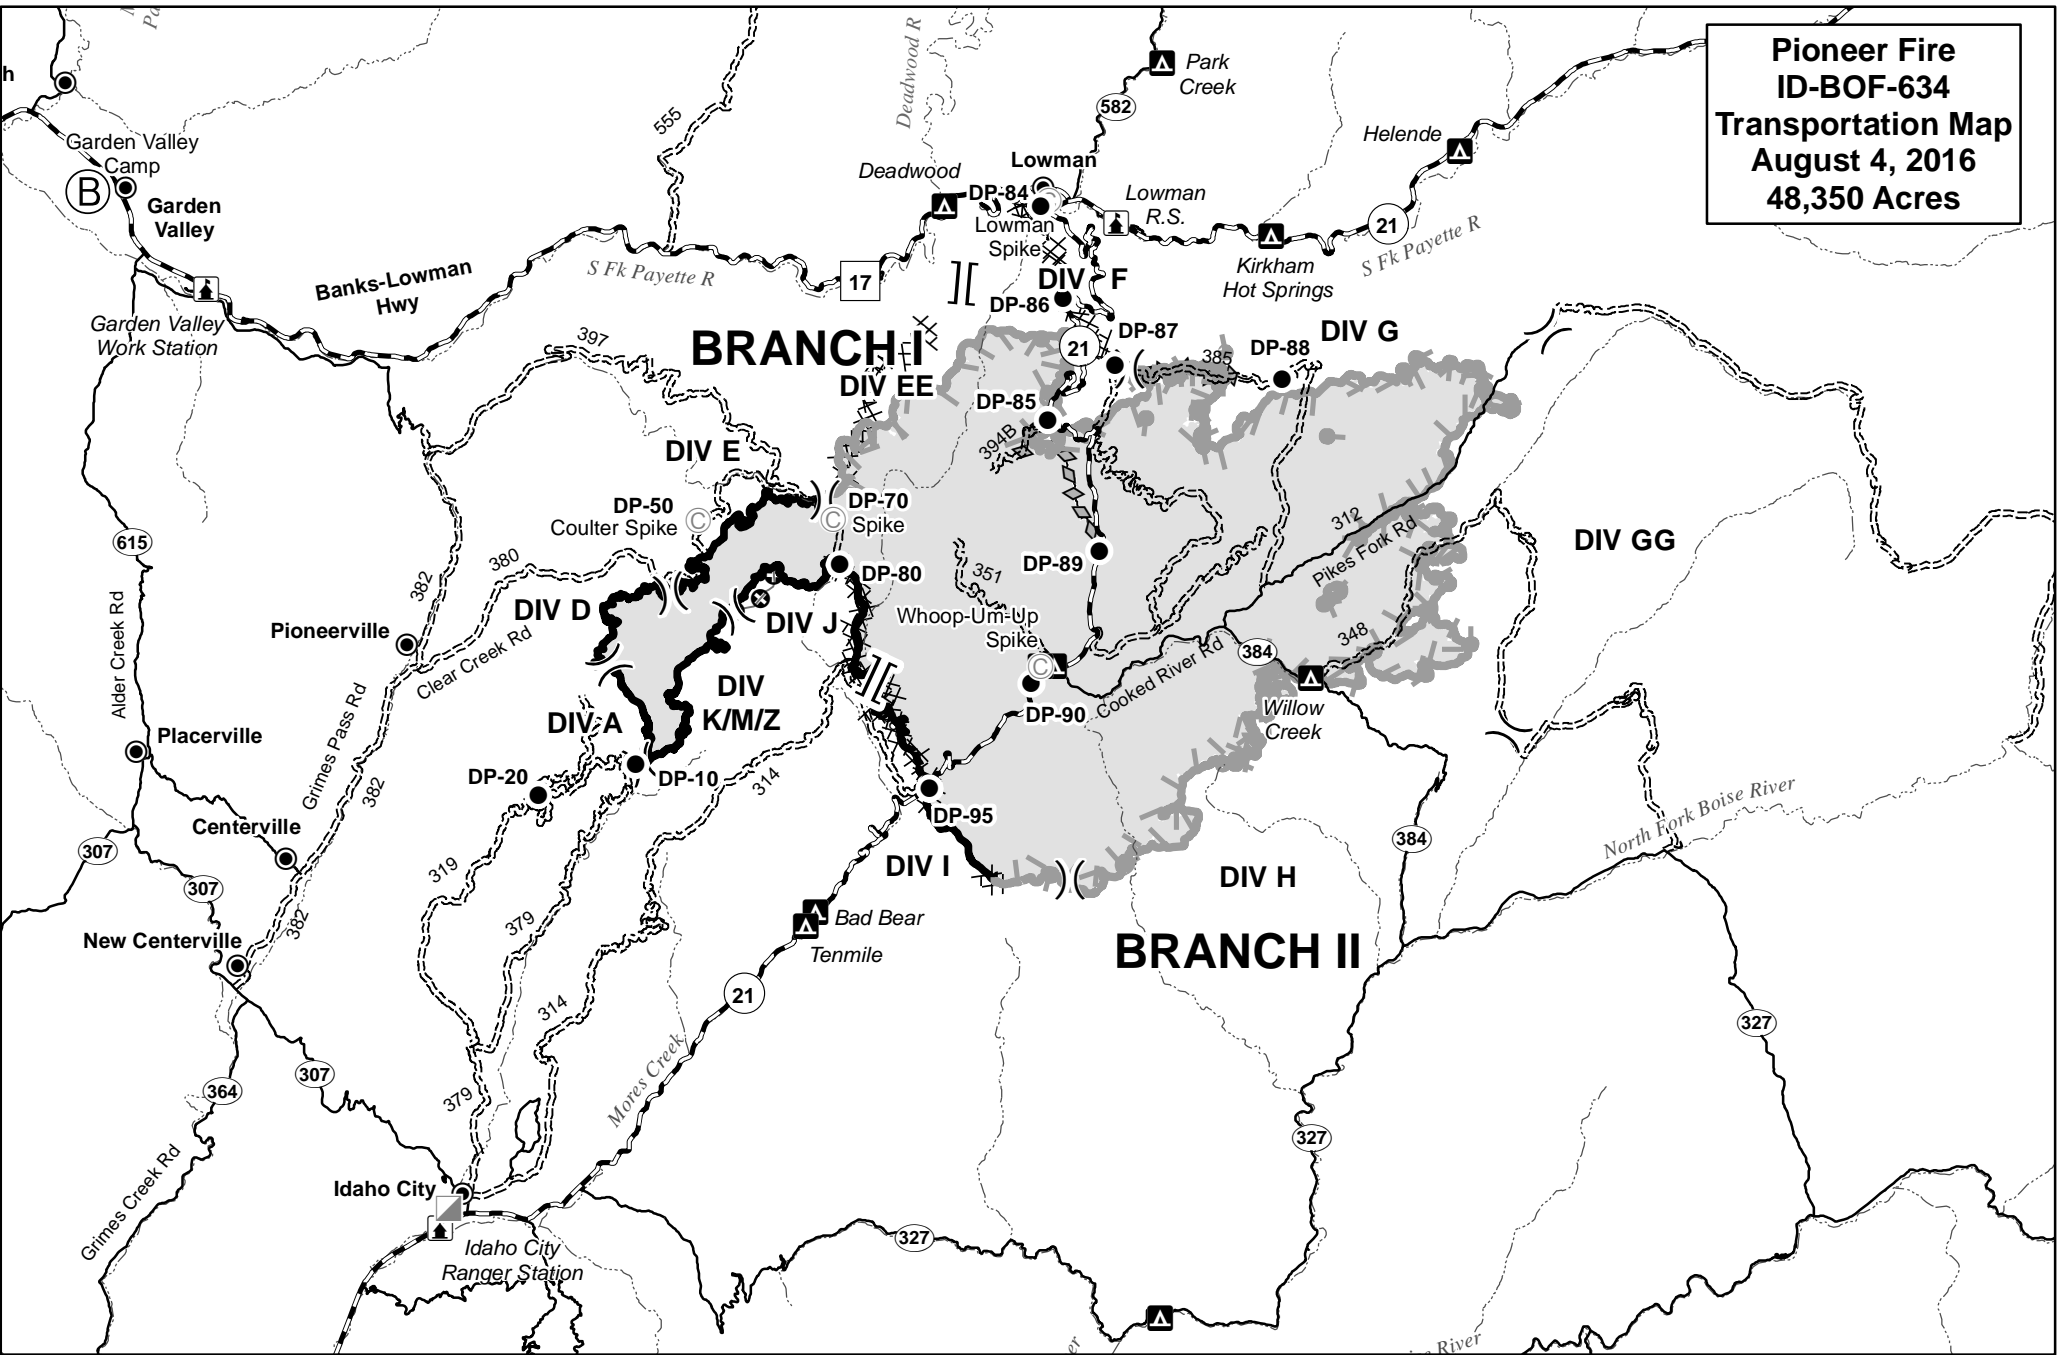 Pioneer Fire
ID-BOF-634
Transportation Map
August 4, 2016
48,350 Acres
Deadwood R
Park
Creek
582
555
Helende
h
Garden Valley
Camp
B
Garden
Valley
Deadwood
Lowman
DP-84
Lowman
Spike
Lowman
R.S.
21
S Fk Payette R
Kirkham
Hot Springs
Banks-Lowman
Hwy
S Fk Payette R
17
DIV F
DP-86
Garden Valley
Work Station
397
BRANCH I
DIV EE
21
DP-87
385
DP-88
DIV G
DP-85
394B
DIV E
DP-50
Coulter Spike
C
DP-70
Spike
C
312
Pikes Fork Rd
DIV GG
615
380
382
DP-80
DP-89
351
Whoop-Um-Up
Spike
C
DIV D
DIV J
Alder Creek Rd
Pioneerville
Clear Creek Rd
384
348
Cooked River Rd
DIV
K/M/Z
DP-90
Willow
Creek
DIV A
Grimes Pass Rd
Placerville
382
DP-20
DP-10
314
DP-95
North Fork Boise River
Centerville
307
384
319
DIV I
DIV H
307
382
379
Bad Bear
Tenmile
New Centerville
BRANCH II
21
314
327
307
364
379
Mores Creek
327
Grimes Creek Rd
Idaho City
Idaho City
Ranger Station
327
er
River